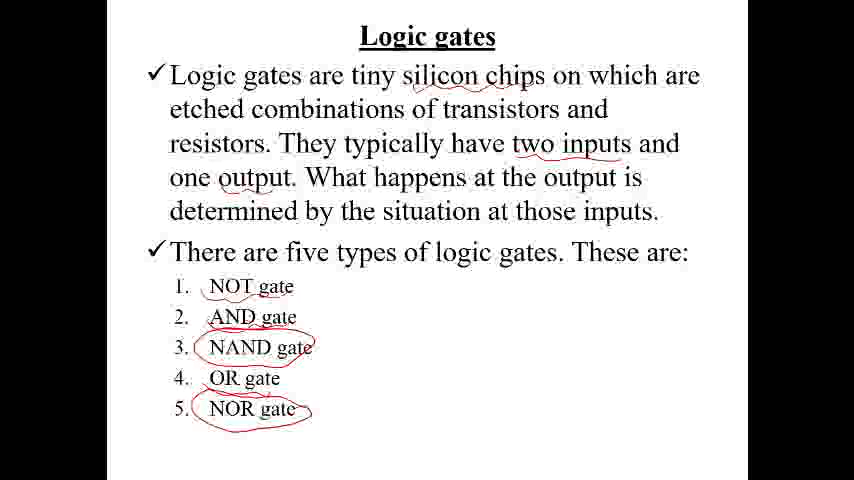 Logic gates
✓Logic gates are tiny silicon chips on which are
etched combinations of transistors and
resistors. They typically have two inputs and
one output. What happens at the output is
determined by the situation at those inputs.
✓There are five types of logic gates. These are:
1. NOT gate
2. AND gate
3. NAND gate
4. OR gate
5. NOR gate